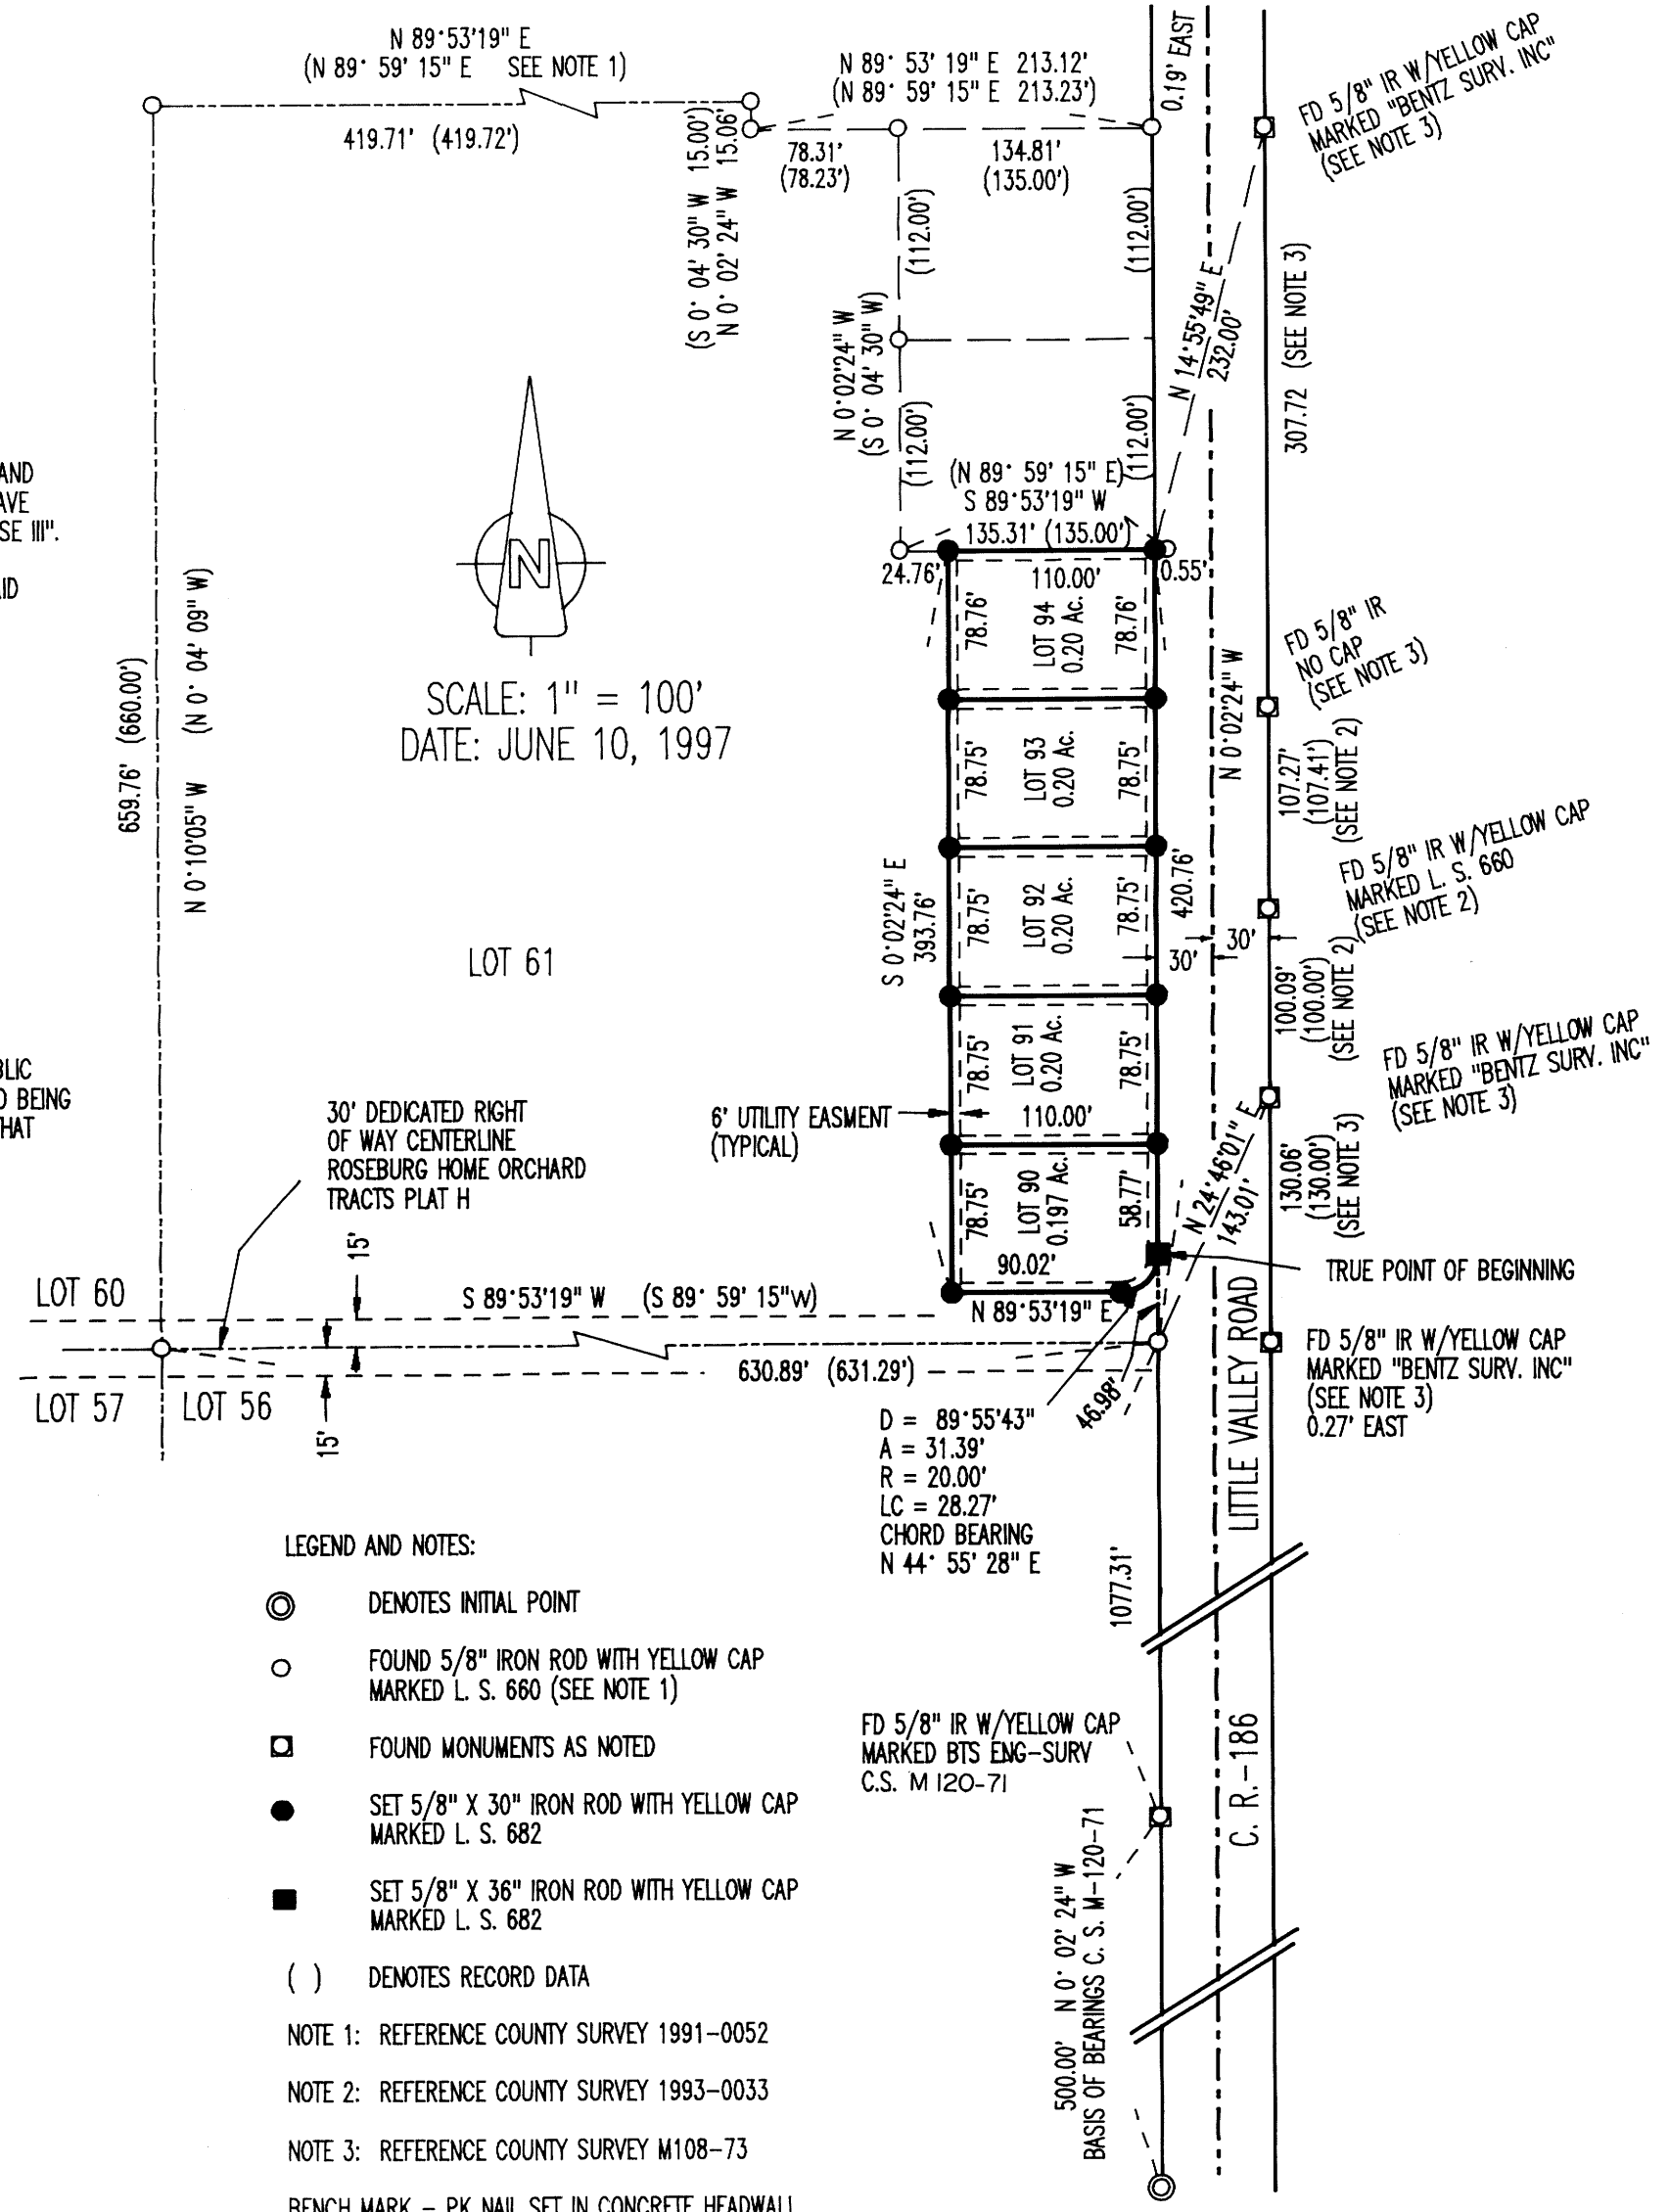 N 89°53'19" E
(N 89° 59' 15" E SEE NOTE 1)
419.71' (419.72')
(S 0° 04' 30" W 15.00')
N 0° 02' 24" W 15.06'
N 89° 53' 19" E 213.12'
(N 89° 59' 15" E 213.23')
78.31'
(78.23')
134.81'
(135.00')
0.19' EAST
FD 5/8" IR W/YELLOW CAP
MARKED "BENTZ SURV. INC"
(SEE NOTE 3)
(112.00')
(112.00')
N 0°02'24" W
(S 0° 04' 30" W)
(112.00')
(112.00')
N 14°55'49" E
232.00'
307.72 (SEE NOTE 3)
(N 89° 59' 15" E)
S 89°53'19" W
135.31' (135.00')
24.76'
110.00'
0.55'
AND
AVE
SE III".
AID
659.76' (660.00')
N 0°10'05" W (N 0° 04' 09" W)
N
SCALE: 1" = 100'
DATE: JUNE 10, 1997
78.76'
LOT 94
0.20 Ac.
78.76'
FD 5/8" IR
NO CAP
(SEE NOTE 3)
78.75'
LOT 93
0.20 Ac.
78.75'
N 0°02'24" W
107.27'
(107.41')
(SEE NOTE 2)
FD 5/8" IR W/YELLOW CAP
MARKED L. S. 660
(SEE NOTE 2)
S 0°02'24" E
393.76'
78.75'
LOT 92
0.20 Ac.
78.75'
420.76'
30'
30'
LOT 61
100.09'
(100.00')
(SEE NOTE 2)
FD 5/8" IR W/YELLOW CAP
MARKED "BENTZ SURV. INC"
(SEE NOTE 3)
78.75'
LOT 91
0.20 Ac.
78.75'
110.00'
BLIC
D BEING
HAT
30' DEDICATED RIGHT
OF WAY CENTERLINE
ROSEBURG HOME ORCHARD
TRACTS PLAT H
6' UTILITY EASMENT
(TYPICAL)
78.75'
LOT 90
0.197 Ac.
58.77'
90.02'
N 24°46'01" E
143.01'
130.06'
(130.00')
(SEE NOTE 3)
TRUE POINT OF BEGINNING
15'
LOT 60
S 89°53'19" W (S 89° 59' 15"W)
N 89°53'19" E
630.89' (631.29')
LOT 57
LOT 56
15'
46.98'
FD 5/8" IR W/YELLOW CAP
MARKED "BENTZ SURV. INC"
(SEE NOTE 3)
0.27' EAST
D = 89°55'43"
A = 31.39'
R = 20.00'
LC = 28.27'
CHORD BEARING
N 44° 55' 28" E
LITTLE VALLEY ROAD
1077.31'
LEGEND AND NOTES:
DENOTES INITIAL POINT
FOUND 5/8" IRON ROD WITH YELLOW CAP
MARKED L. S. 660 (SEE NOTE 1)
FOUND MONUMENTS AS NOTED
SET 5/8" X 30" IRON ROD WITH YELLOW CAP
MARKED L. S. 682
SET 5/8" X 36" IRON ROD WITH YELLOW CAP
MARKED L. S. 682
( ) DENOTES RECORD DATA
NOTE 1: REFERENCE COUNTY SURVEY 1991-0052
NOTE 2: REFERENCE COUNTY SURVEY 1993-0033
NOTE 3: REFERENCE COUNTY SURVEY M108-73
BENCH MARK - PK NAIL SET IN CONCRETE HEADWALL
FD 5/8" IR W/YELLOW CAP
MARKED BTS ENG-SURV
C.S. M 120-71
C. R.-186
500.00' N 0° 02' 24" W
BASIS OF BEARINGS C. S. M-120-71